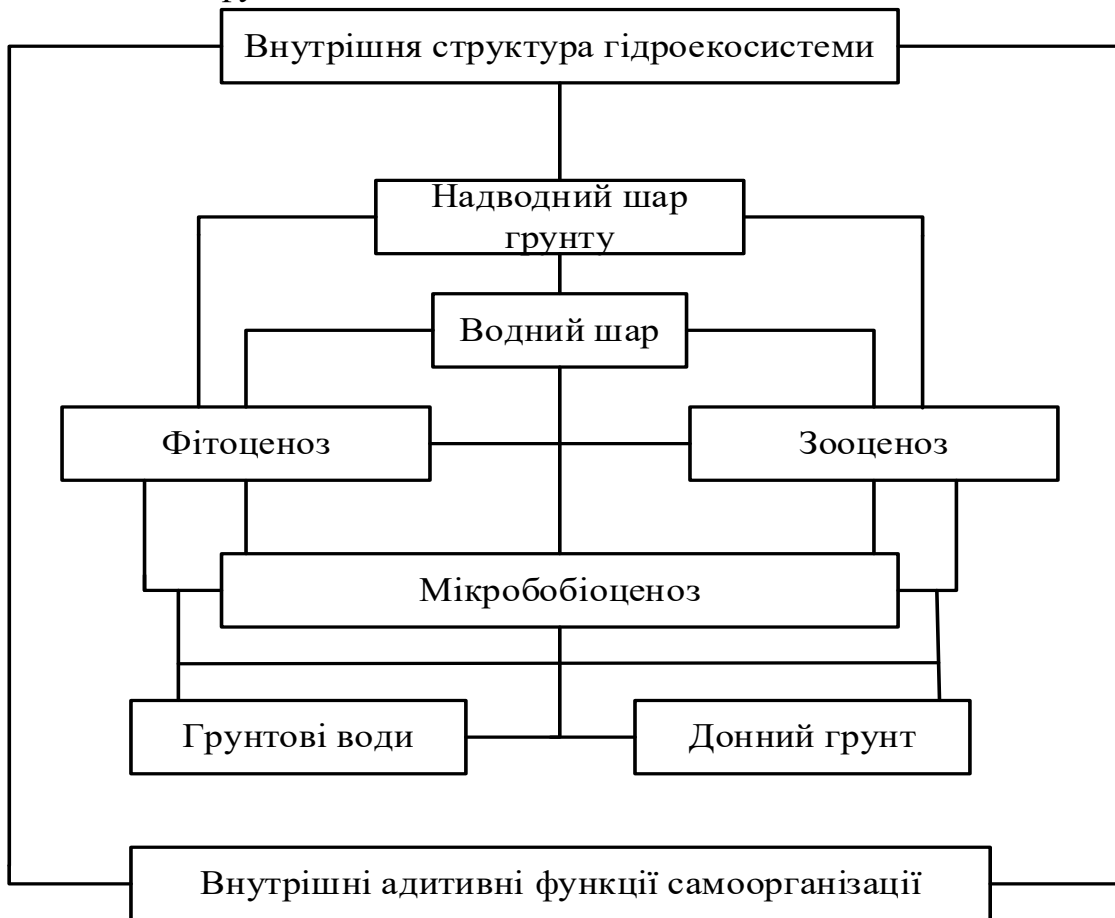 Внутрішня структура гідроекосистеми
Надводний шар
грунту
Водний шар
Фітоценоз
Зооценоз
Мікробобіоценоз
Грунтові води
Донний грунт
Внутрішні адитивні функції самоорганізації